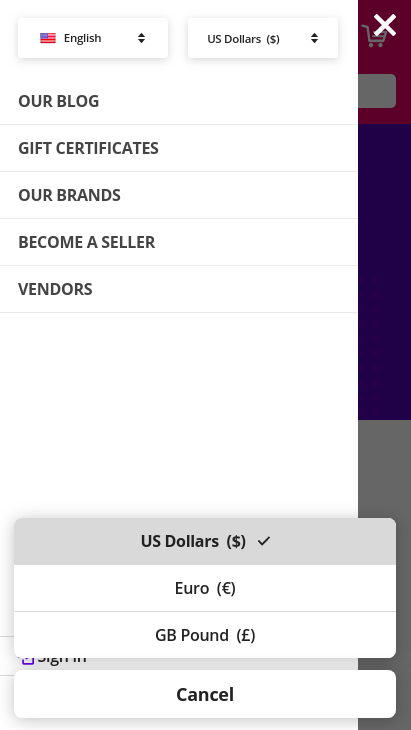 English
US Dollars ($)
OUR BLOG
GIFT CERTIFICATES
OUR BRANDS
BECOME A SELLER
VENDORS
US Dollars ($)
Euro (€)
GB Pound (£)
Sign in
Cancel